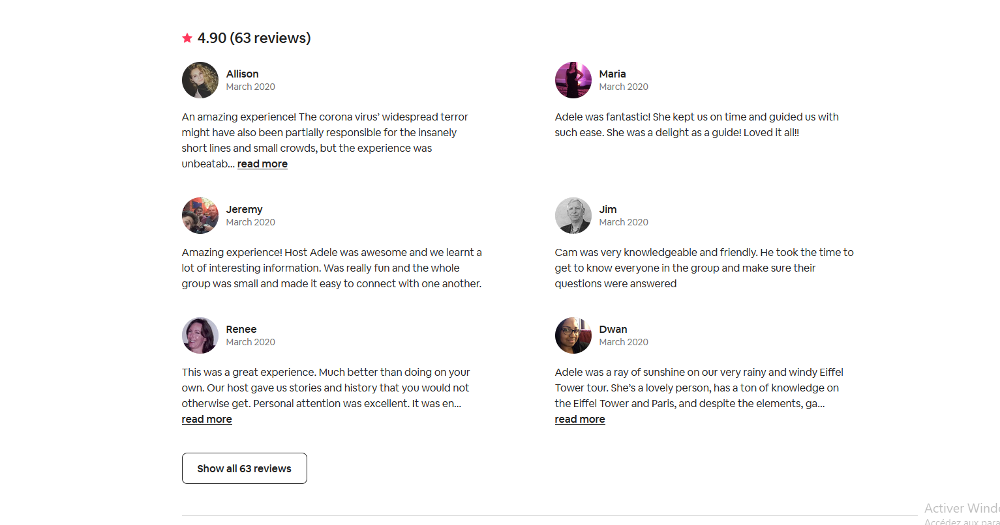 4.90 (63 reviews)
Allison
March 2020
An amazing experience! The corona virus’ widespread terror
might have also been partially responsible for the insanely
short lines and small crowds, but the experience was
unbeatab... read more
Maria
March 2020
Adele was fantastic! She kept us on time and guided us with
such ease. She was a delight as a guide! Loved it all!!
Jeremy
March 2020
Amazing experience! Host Adele was awesome and we learnt a
lot of interesting information. Was really fun and the whole
group was small and made it easy to connect with one another.
Jim
March 2020
Cam was very knowledgeable and friendly. He took the time to
get to know everyone in the group and make sure their
questions were answered
Renee
March 2020
This was a great experience. Much better than doing on your
own. Our host gave us stories and history that you would not
otherwise get. Personal attention was excellent. It was en...
read more
Dwan
March 2020
Adele was a ray of sunshine on our very rainy and windy Eiffel
Tower tour. She’s a lovely person, has a ton of knowledge on
the Eiffel Tower and Paris, and despite the elements, ga...
read more
Show all 63 reviews
Activer Wind
Accédez aux para